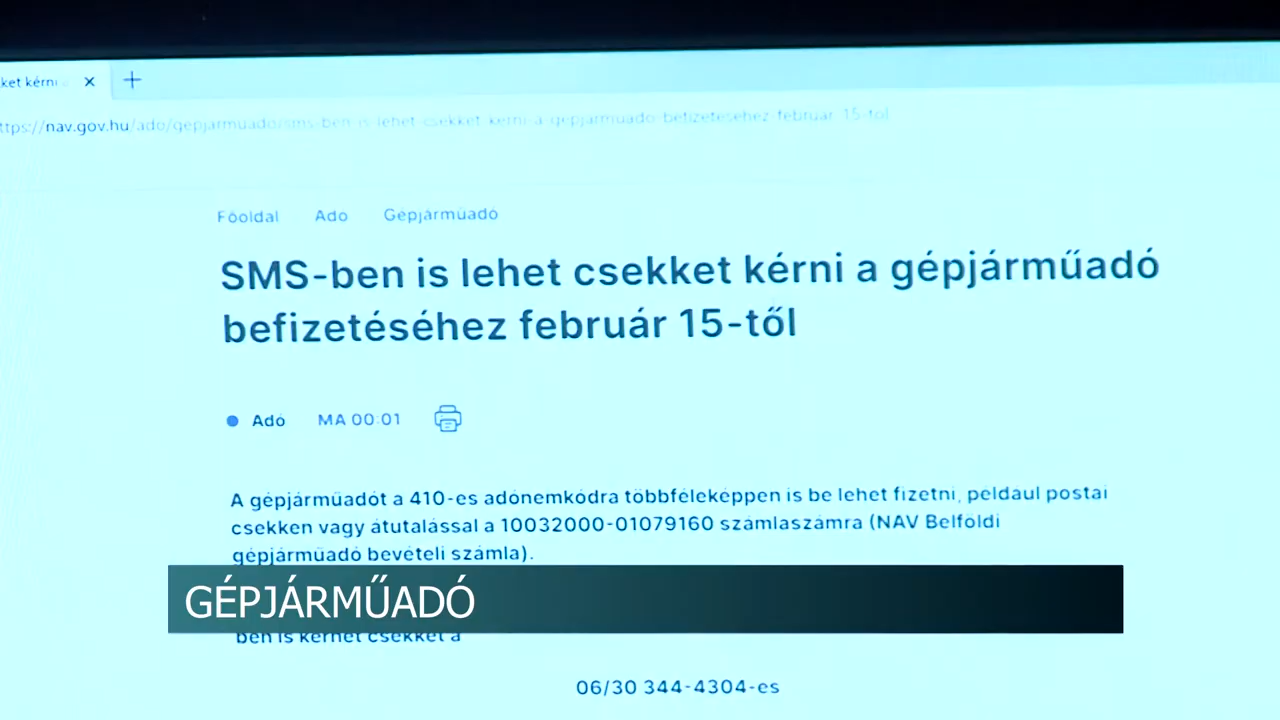 ket kérni
ttps://nav.gov.hu/ado/gepjarmuado/sms-ben-is-lehet-csekket-kerni-a-gepjarmuado-befizetesehez-februar-15-tol
Főoldal Adó Gépjárműadó
SMS-ben is lehet csekket kérni a gépjárműadó
befizetéséhez február 15-től
Adó MA 00:01
A gépjárműadót a 410-es adónemkódra többféleképpen is be lehet fizetni, például postai
csekken vagy átutalással a 10032000-01079160 számlaszámra (NAV Belföldi
gépjárműadó bevételi számla).
GÉPJÁRMŰADÓ
ben is kérhet csekket a
06/30 344-4304-es